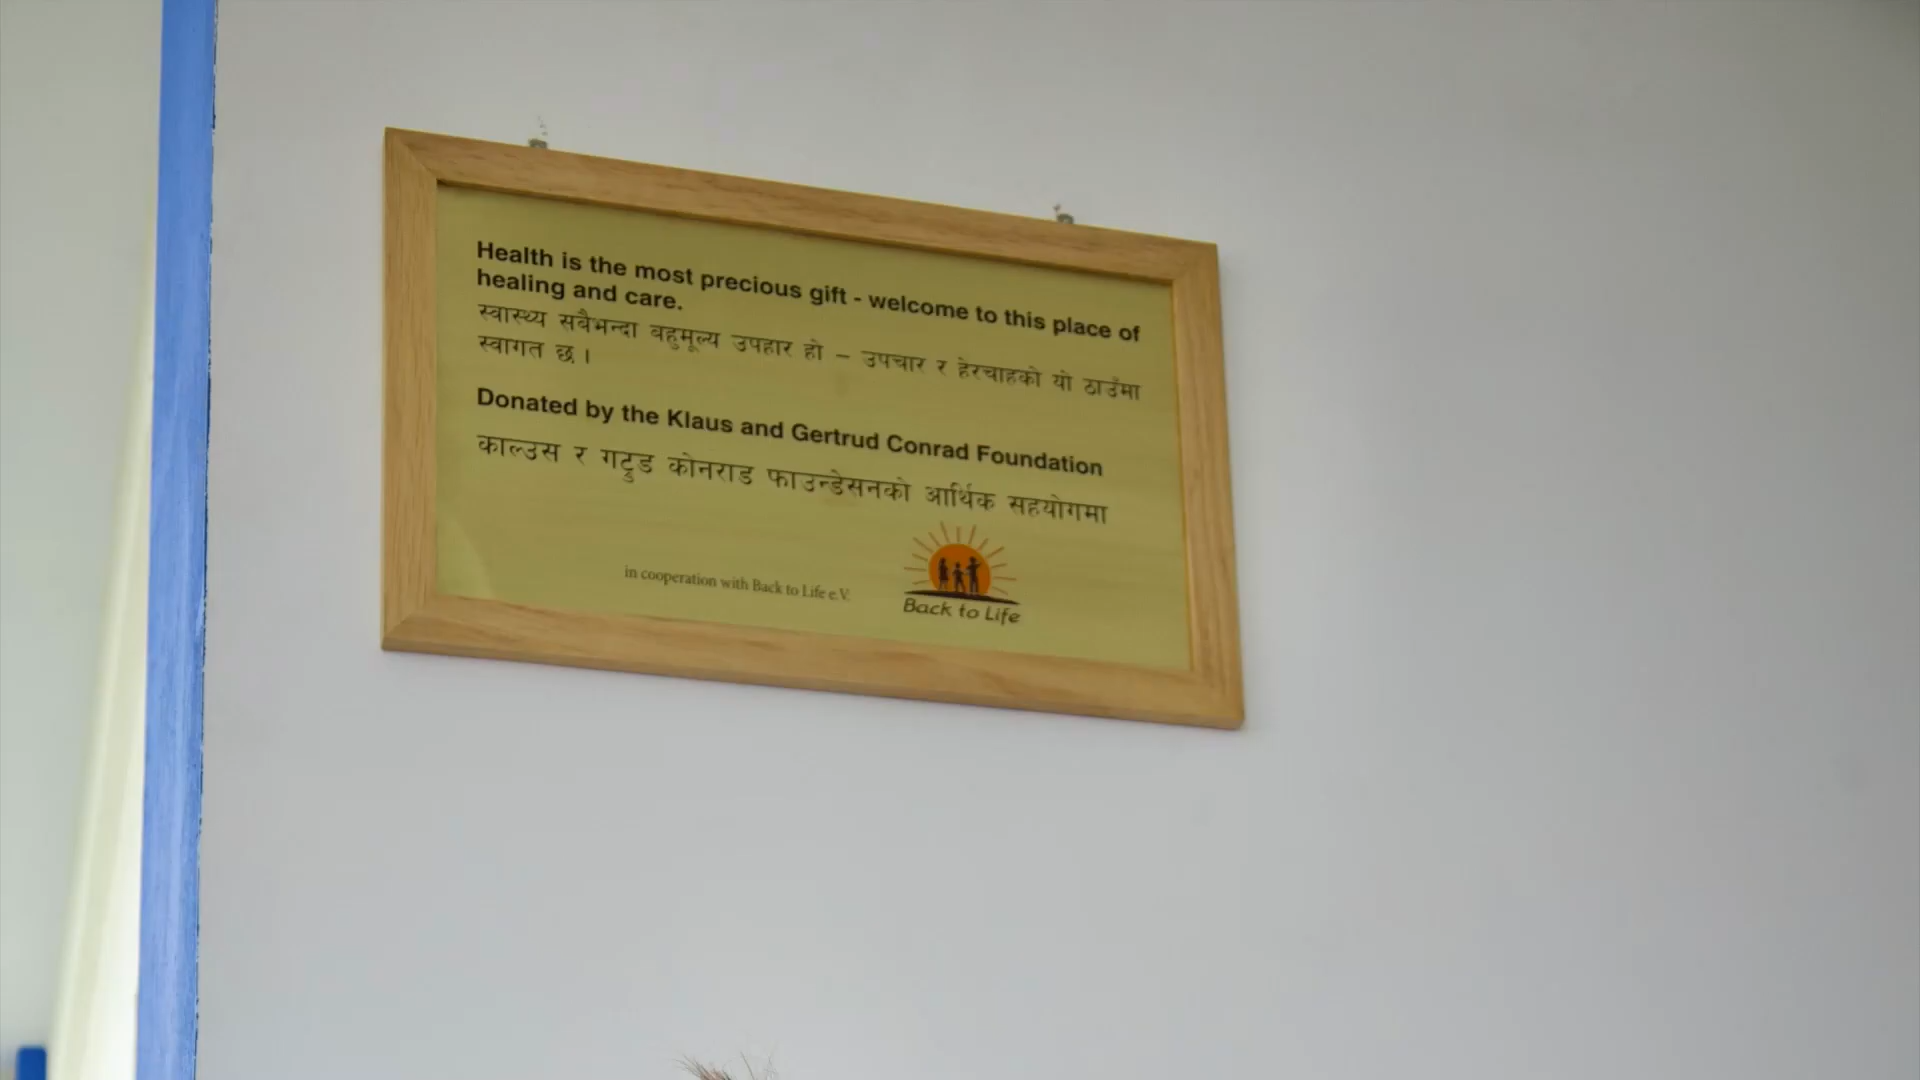 Health is the most precious gift - welcome to this place of
healing and care.
स्वास्थ्य सबैभन्दा बहुमूल्य उपहार हो – उपचार र हेरचाहको यो ठाउँमा
स्वागत छ ।
Donated by the Klaus and Gertrud Conrad Foundation
काल्उस र गट्रुड कोनराड फाउन्डेसनको आर्थिक सहयोगमा
in cooperation with Back to Life e.V.
Back to Life